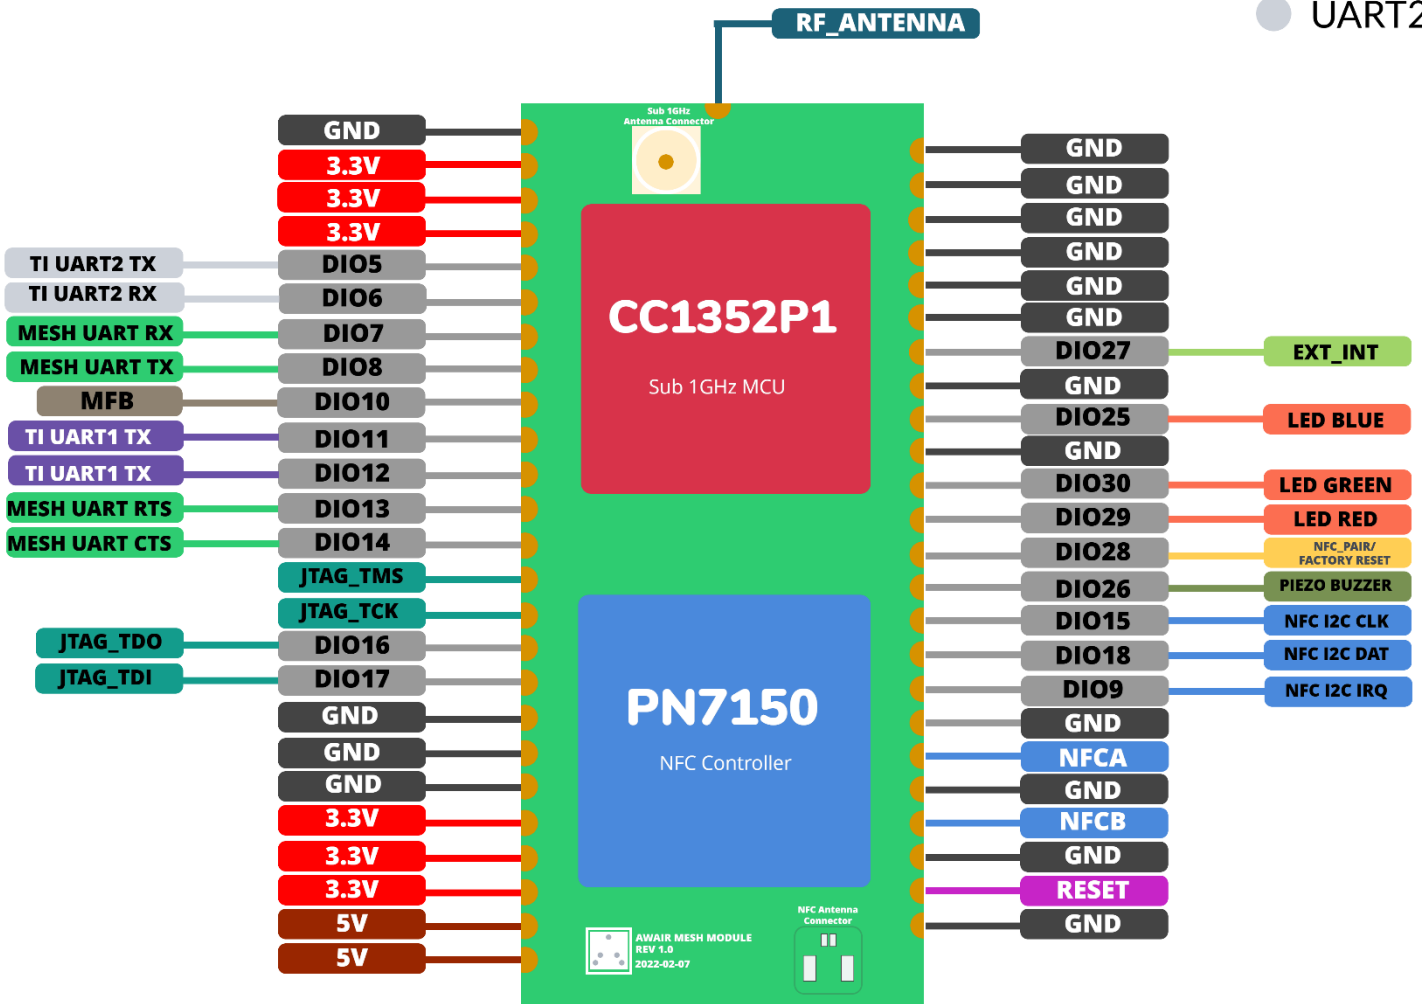 RF_ANTENNA
UART2
Sub 1GHz
Antenna Connector
GND
3.3V
3.3V
3.3V
TI UART2 TX
DIO5
TI UART2 RX
DIO6
MESH UART RX
DIO7
MESH UART TX
DIO8
MFB
DIO10
TI UART1 TX
DIO11
TI UART1 TX
DIO12
MESH UART RTS
DIO13
MESH UART CTS
DIO14
JTAG_TMS
JTAG_TCK
JTAG_TDO
DIO16
JTAG_TDI
DIO17
GND
GND
GND
3.3V
3.3V
3.3V
5V
5V
CC1352P1
Sub 1GHz MCU
PN7150
NFC Controller
AWAIR MESH MODULE
REV 1.0
2022-02-07
NFC Antenna
Connector
GND
GND
GND
GND
GND
GND
DIO27
EXT_INT
GND
DIO25
LED BLUE
GND
DIO30
LED GREEN
DIO29
LED RED
DIO28
NFC_PAIR/
FACTORY RESET
DIO26
PIEZO BUZZER
DIO15
NFC I2C CLK
DIO18
NFC I2C DAT
DIO9
NFC I2C IRQ
GND
NFCA
GND
NFCB
GND
RESET
GND